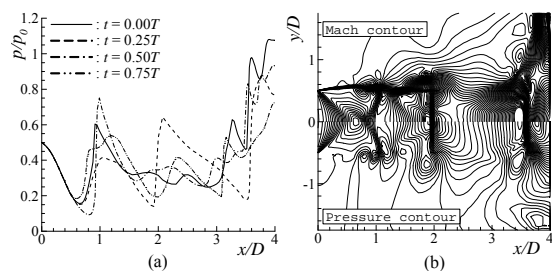 p/p0
1.2
1.0
0.8
0.6
0.4
0.2
0
: t = 0.00T
: t = 0.25T
: t = 0.50T
: t = 0.75T
0 1 2 3 4
x/D
(a)
y/D
1
0
-1
Mach contour
Pressure contour
0 1 2 3 4
x/D
(b)